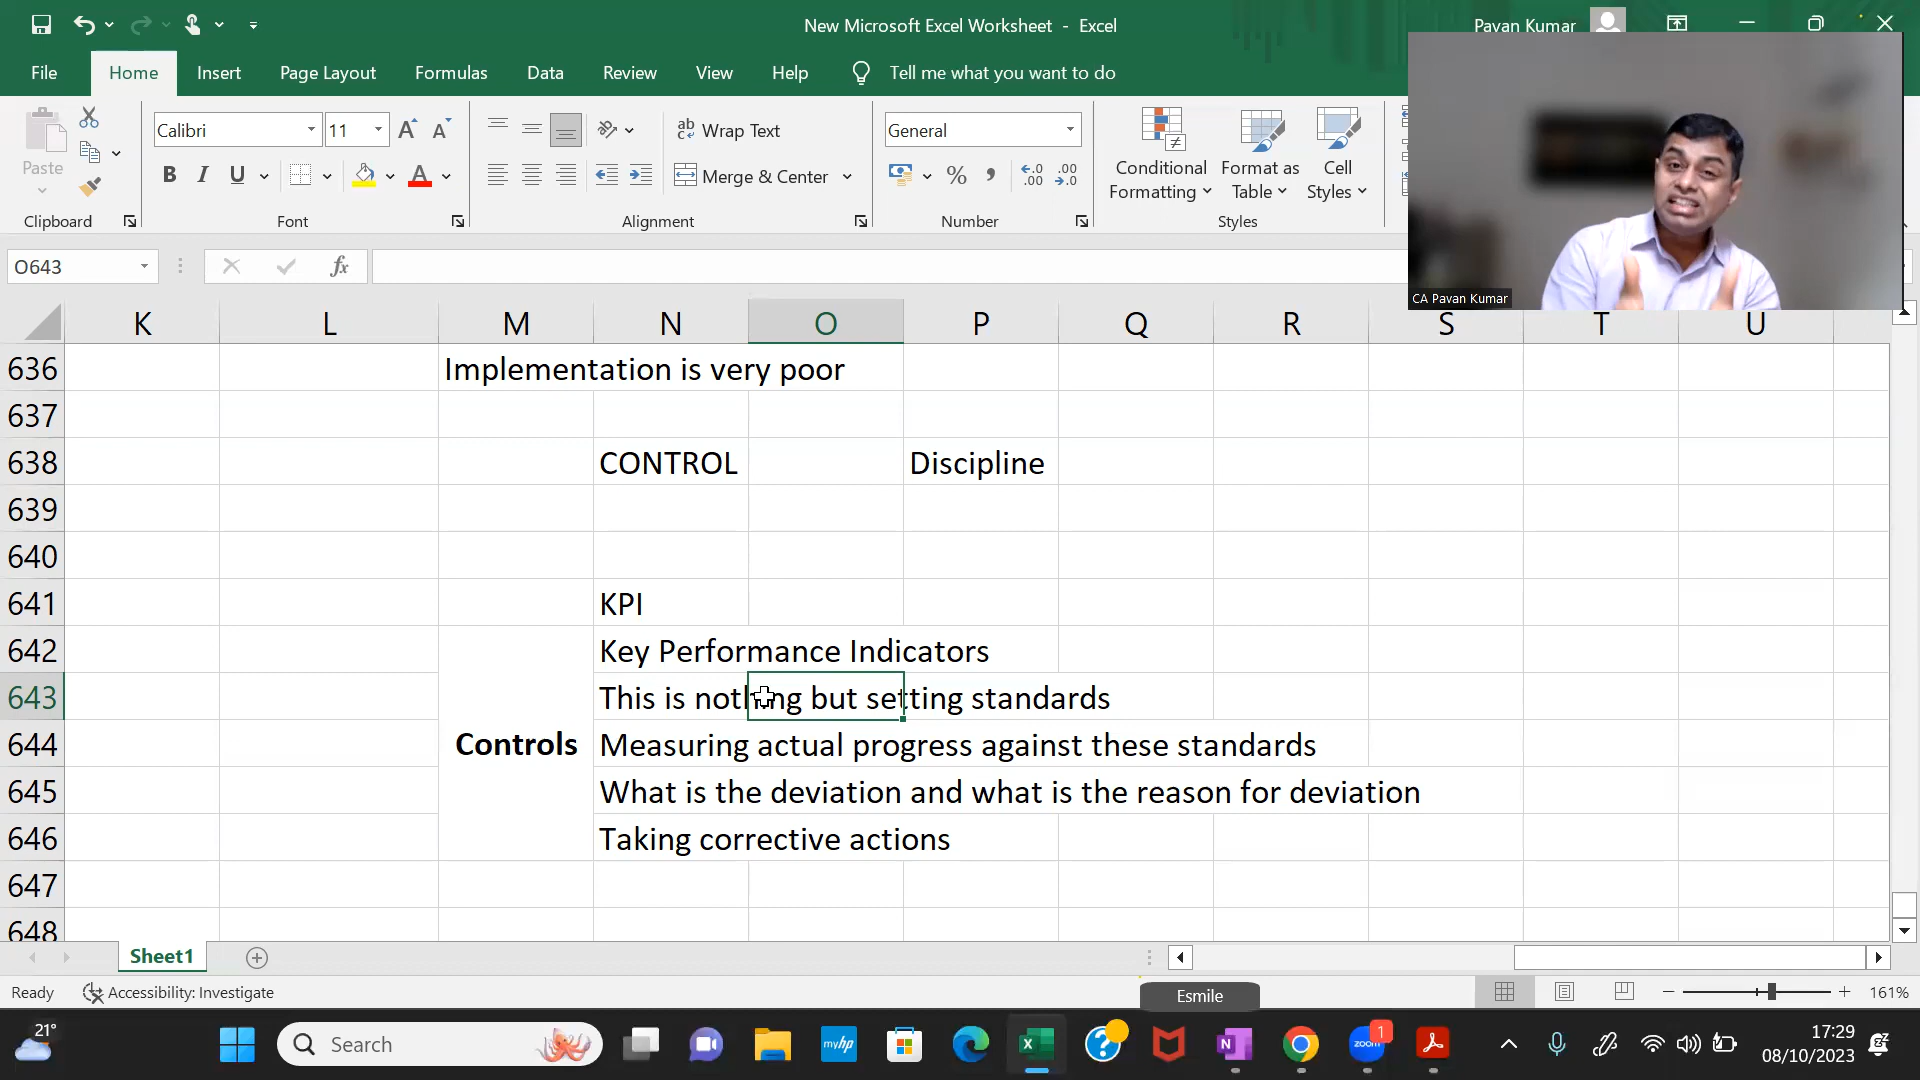 New Microsoft Excel Worksheet - Excel
Pavan Kumar
File Home Insert Page Layout Formulas Data Review View Help Tell me what you want to do
Calibri 11
Wrap Text
General
Paste
Merge & Center
Conditional Formatting
Format as Table
Cell Styles
Clipboard Font Alignment Number Styles
CA Pavan Kumar
O643
fx
K L M N O P Q R S T U
636 Implementation is very poor
637
638 CONTROL Discipline
639
640
641 KPI
642 Key Performance Indicators
643 This is nothing but setting standards
644 Controls Measuring actual progress against these standards
645 What is the deviation and what is the reason for deviation
646 Taking corrective actions
647
648
Sheet1
Ready Accessibility: Investigate
Esmile
161%
21°
Search
myhp
zoom
1
17:29
08/10/2023